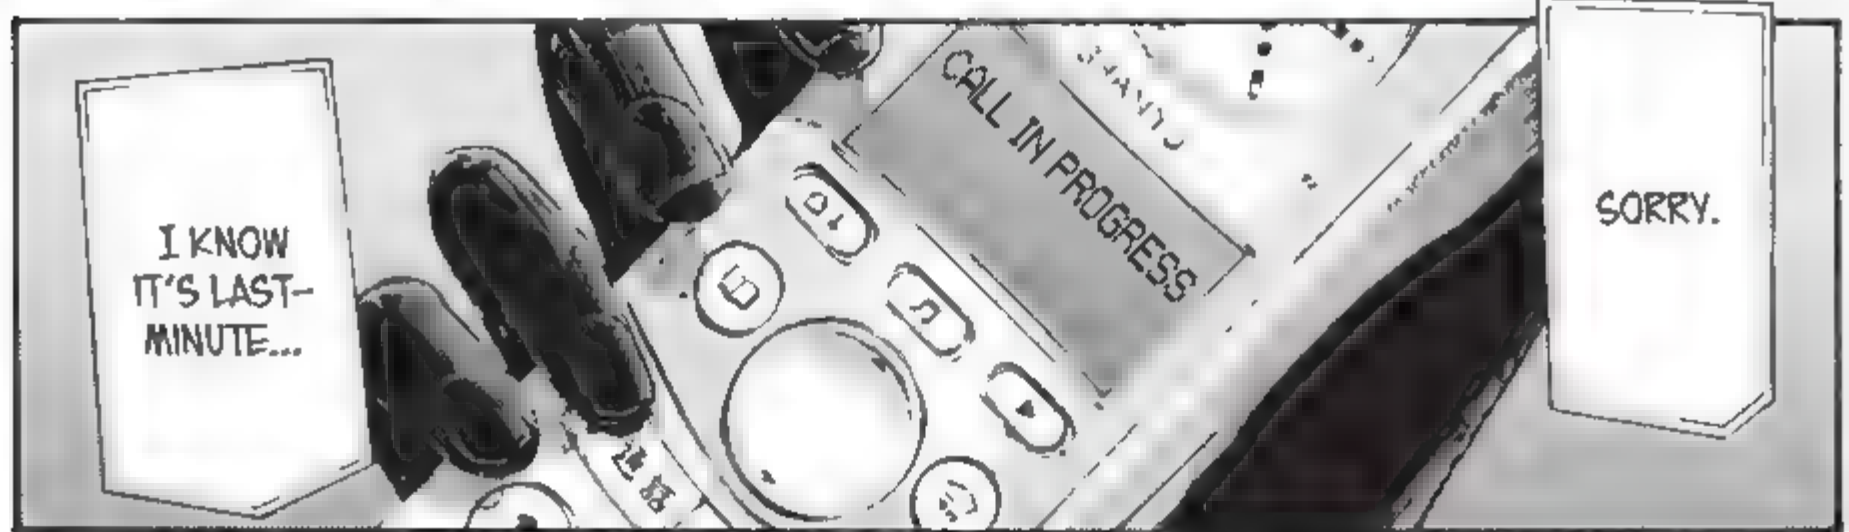 SORRY.
CALL IN PROGRESS
I KNOW
IT'S LAST-
MINUTE...